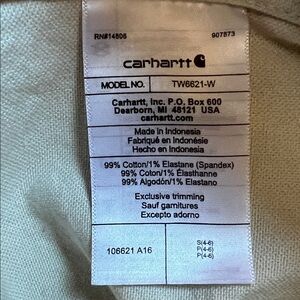 RN#14806 907873
carhartt
MODEL NO. TW6621-W
Carhartt, Inc. P.O. Box 600
Dearborn, MI 48121 USA
carhartt.com
Made in Indonesia
Fabriqué en Indonésie
Hecho en Indonesia
99% Cotton/1% Elastane (Spandex)
99% Coton/1% Élasthanne
99% Algodón/1% Elastano
Exclusive trimming
Sauf garnitures
Excepto adorno
106621 A16
S(4-6)
P(4-6)
P(4-6)